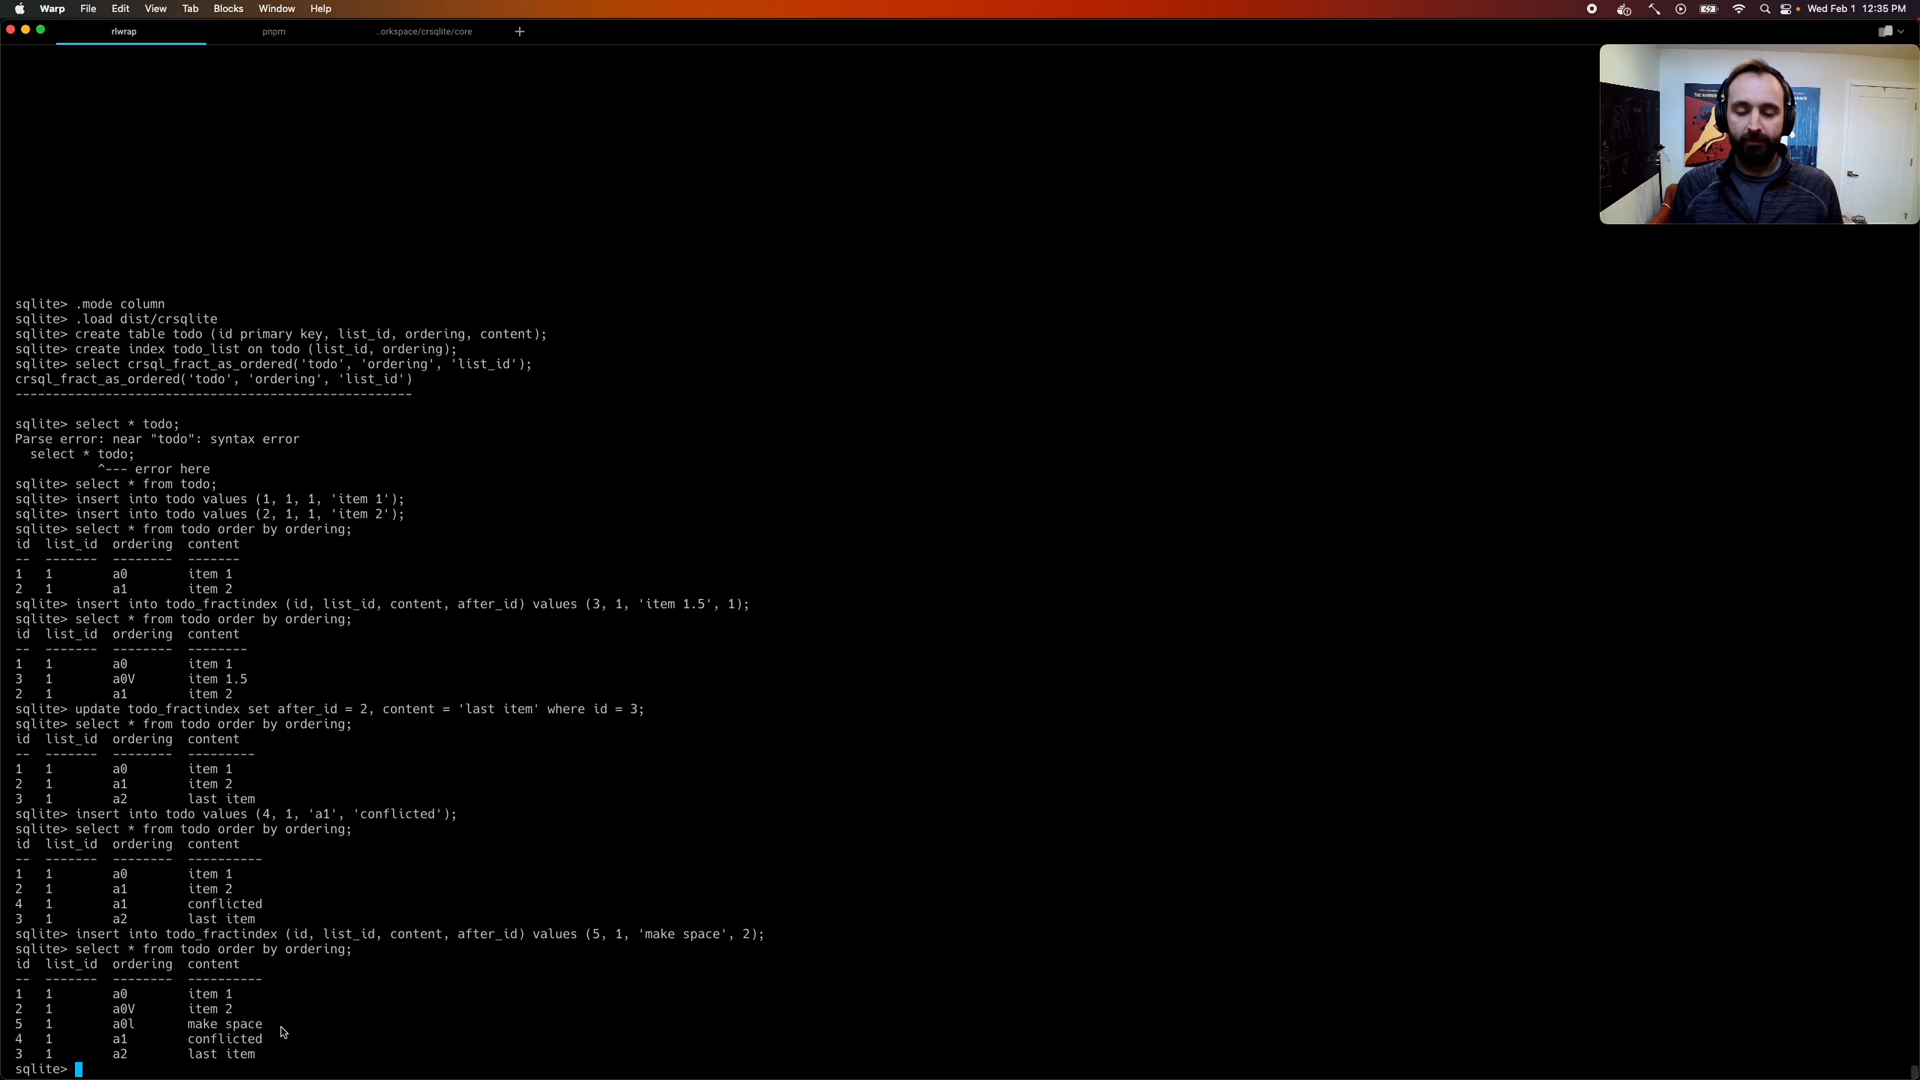 Warp File Edit View Tab Blocks Window Help
Wed Feb 1 12:35 PM
rlwrap
pnpm
..orkspace/crsqlite/core
+
sqlite> .mode column
sqlite> .load dist/crsqlite
sqlite> create table todo (id primary key, list_id, ordering, content);
sqlite> create index todo_list on todo (list_id, ordering);
sqlite> select crsql_fract_as_ordered('todo', 'ordering', 'list_id');
crsql_fract_as_ordered('todo', 'ordering', 'list_id')
-----------------------------------------------------
sqlite> select * todo;
Parse error: near "todo": syntax error
  select * todo;
           ^--- error here
sqlite> select * from todo;
sqlite> insert into todo values (1, 1, 1, 'item 1');
sqlite> insert into todo values (2, 1, 1, 'item 2');
sqlite> select * from todo order by ordering;
id  list_id  ordering  content
--  -------  --------  -------
1   1        a0        item 1
2   1        a1        item 2
sqlite> insert into todo_fractindex (id, list_id, content, after_id) values (3, 1, 'item 1.5', 1);
sqlite> select * from todo order by ordering;
id  list_id  ordering  content
--  -------  --------  --------
1   1        a0        item 1
3   1        a0V       item 1.5
2   1        a1        item 2
sqlite> update todo_fractindex set after_id = 2, content = 'last item' where id = 3;
sqlite> select * from todo order by ordering;
id  list_id  ordering  content
--  -------  --------  ---------
1   1        a0        item 1
2   1        a1        item 2
3   1        a2        last item
sqlite> insert into todo values (4, 1, 'a1', 'conflicted');
sqlite> select * from todo order by ordering;
id  list_id  ordering  content
--  -------  --------  ----------
1   1        a0        item 1
2   1        a1        item 2
4   1        a1        conflicted
3   1        a2        last item
sqlite> insert into todo_fractindex (id, list_id, content, after_id) values (5, 1, 'make space', 2);
sqlite> select * from todo order by ordering;
id  list_id  ordering  content
--  -------  --------  ----------
1   1        a0        item 1
2   1        a0V       item 2
5   1        a0l       make space
4   1        a1        conflicted
3   1        a2        last item
sqlite>